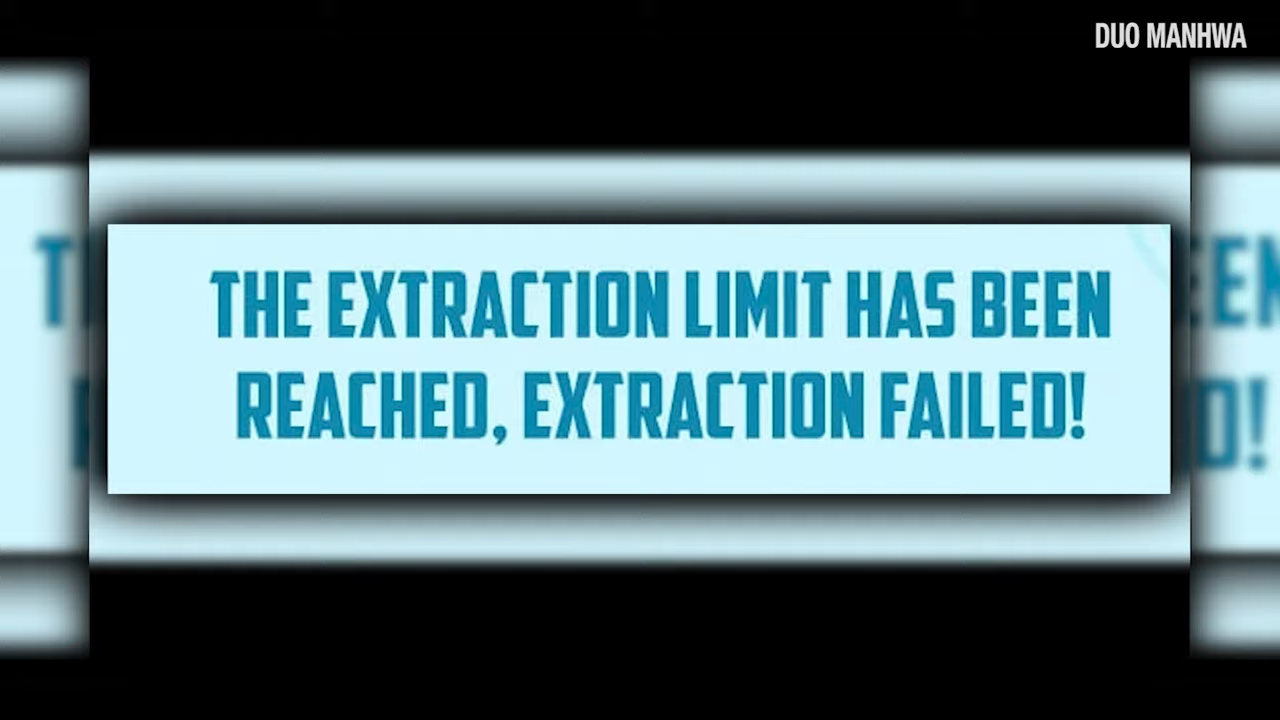 DUO MANHWA
THE EXTRACTION LIMIT HAS BEEN
REACHED, EXTRACTION FAILED!